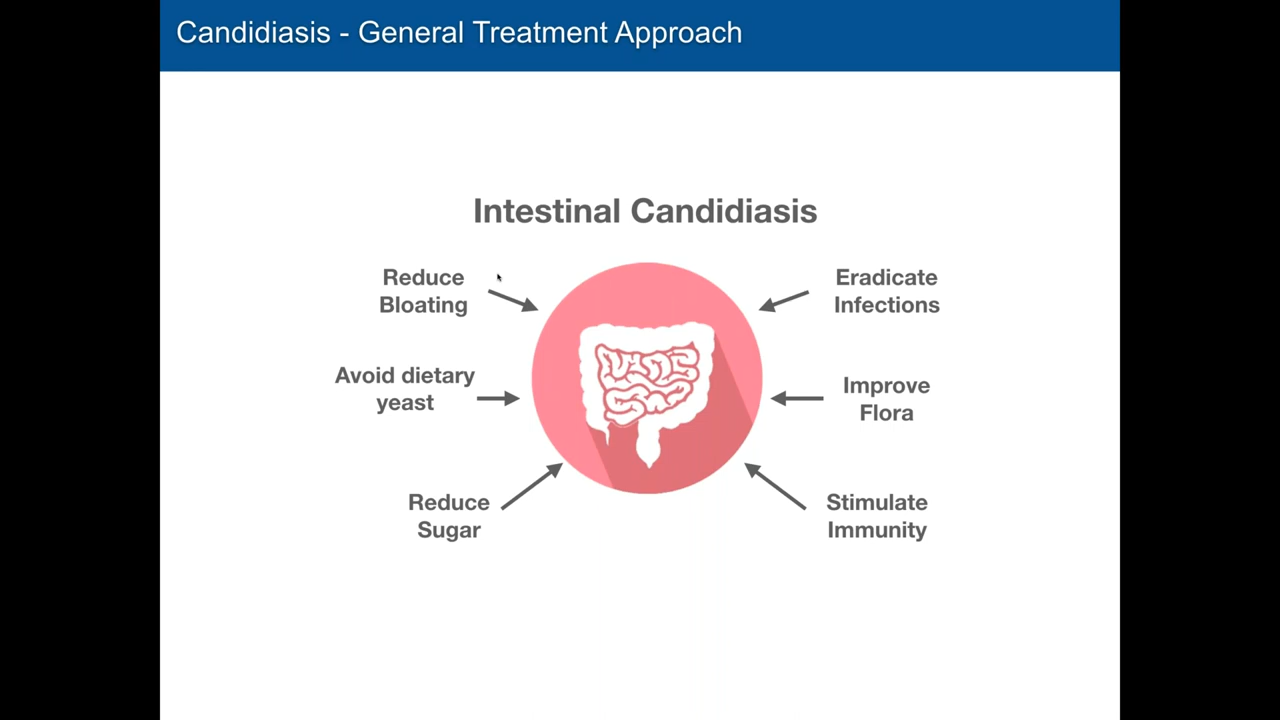 Candidiasis - General Treatment Approach
Intestinal Candidiasis
Reduce
Bloating
Eradicate
Infections
Avoid dietary
yeast
Improve
Flora
Reduce
Sugar
Stimulate
Immunity